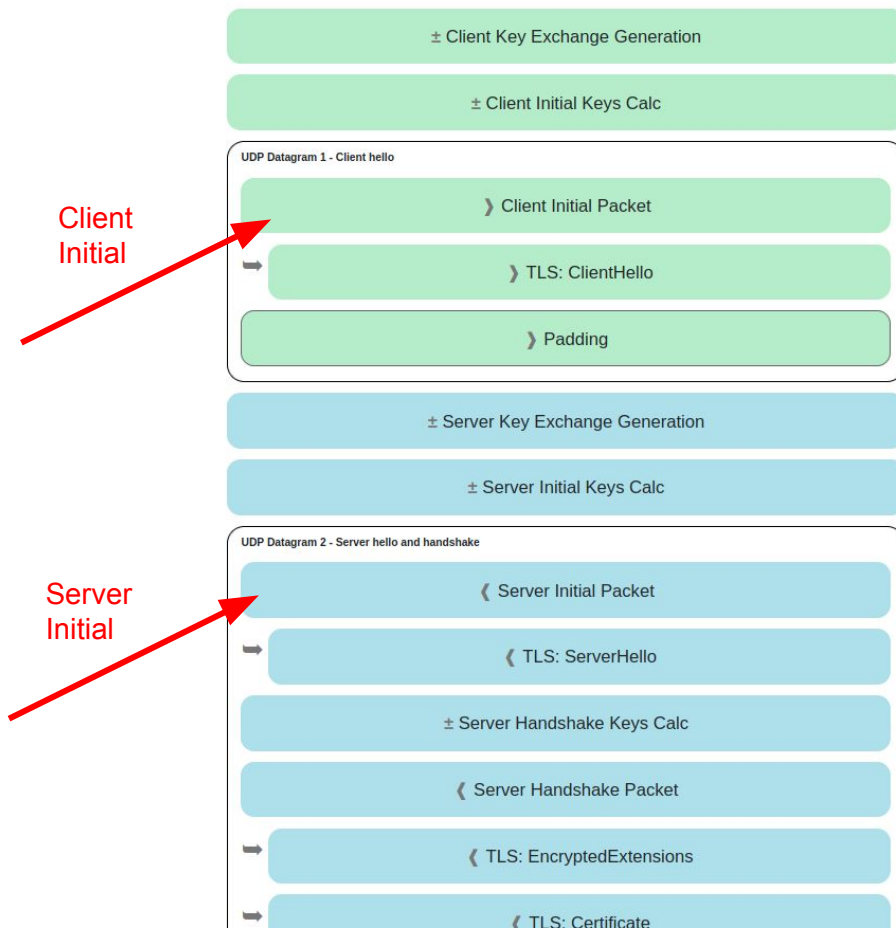 ± Client Key Exchange Generation
± Client Initial Keys Calc
UDP Datagram 1 - Client hello
❱ Client Initial Packet
Client
Initial
➥ ❱ TLS: ClientHello
❱ Padding
± Server Key Exchange Generation
± Server Initial Keys Calc
UDP Datagram 2 - Server hello and handshake
❰ Server Initial Packet
Server
Initial
➥ ❰ TLS: ServerHello
± Server Handshake Keys Calc
❰ Server Handshake Packet
➥ ❰ TLS: EncryptedExtensions
➥ ❰ TLS: Certificate